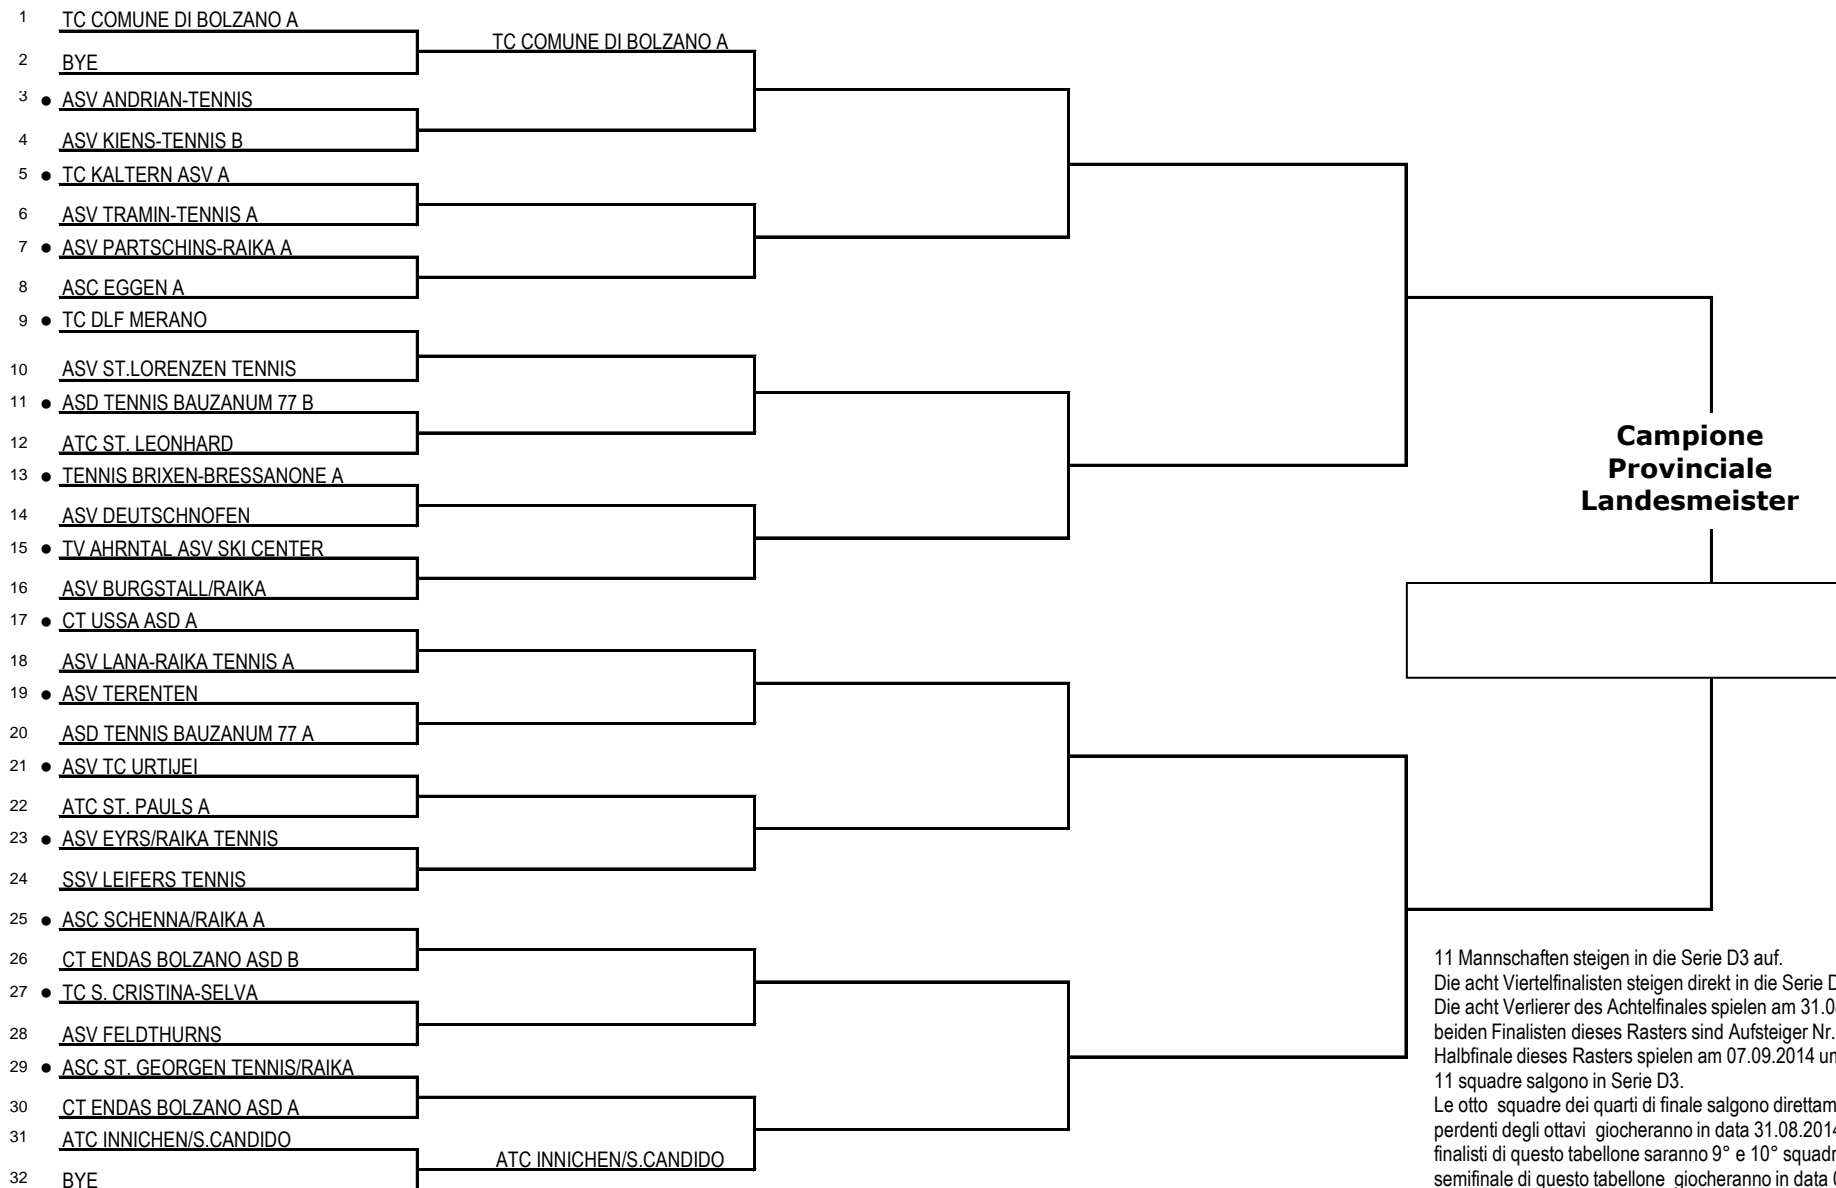 1 TC COMUNE DI BOLZANO A
TC COMUNE DI BOLZANO A
2 BYE
3 ● ASV ANDRIAN-TENNIS
4 ASV KIENS-TENNIS B
5 ● TC KALTERN ASV A
6 ASV TRAMIN-TENNIS A
7 ● ASV PARTSCHINS-RAIKA A
8 ASC EGGEN A
9 ● TC DLF MERANO
10 ASV ST.LORENZEN TENNIS
11 ● ASD TENNIS BAUZANUM 77 B
12 ATC ST. LEONHARD
13 ● TENNIS BRIXEN-BRESSANONE A
14 ASV DEUTSCHNOFEN
15 ● TV AHRNTAL ASV SKI CENTER
16 ASV BURGSTALL/RAIKA
17 ● CT USSA ASD A
18 ASV LANA-RAIKA TENNIS A
19 ● ASV TERENTEN
20 ASD TENNIS BAUZANUM 77 A
21 ● ASV TC URTIJEI
22 ATC ST. PAULS A
23 ● ASV EYRS/RAIKA TENNIS
24 SSV LEIFERS TENNIS
25 ● ASC SCHENNA/RAIKA A
26 CT ENDAS BOLZANO ASD B
27 ● TC S. CRISTINA-SELVA
28 ASV FELDTHURNS
29 ● ASC ST. GEORGEN TENNIS/RAIKA
30 CT ENDAS BOLZANO ASD A
31 ATC INNICHEN/S.CANDIDO
ATC INNICHEN/S.CANDIDO
32 BYE
Campione
Provinciale
Landesmeister
11 Mannschaften steigen in die Serie D3 auf.
Die acht Viertelfinalisten steigen direkt in die Serie
Die acht Verlierer des Achtelfinales spielen am
beiden Finalisten dieses Rasters sind Aufsteiger Nr.
Halbfinale dieses Rasters spielen am 07.09.2014
11 squadre salgono in Serie D3.
Le otto squadre dei quarti di finale salgono
perdenti degli ottavi giocheranno in data 31.08.2014
finalisti di questo tabellone saranno 9° e 10°
semifinale di questo tabellone giocheranno in data